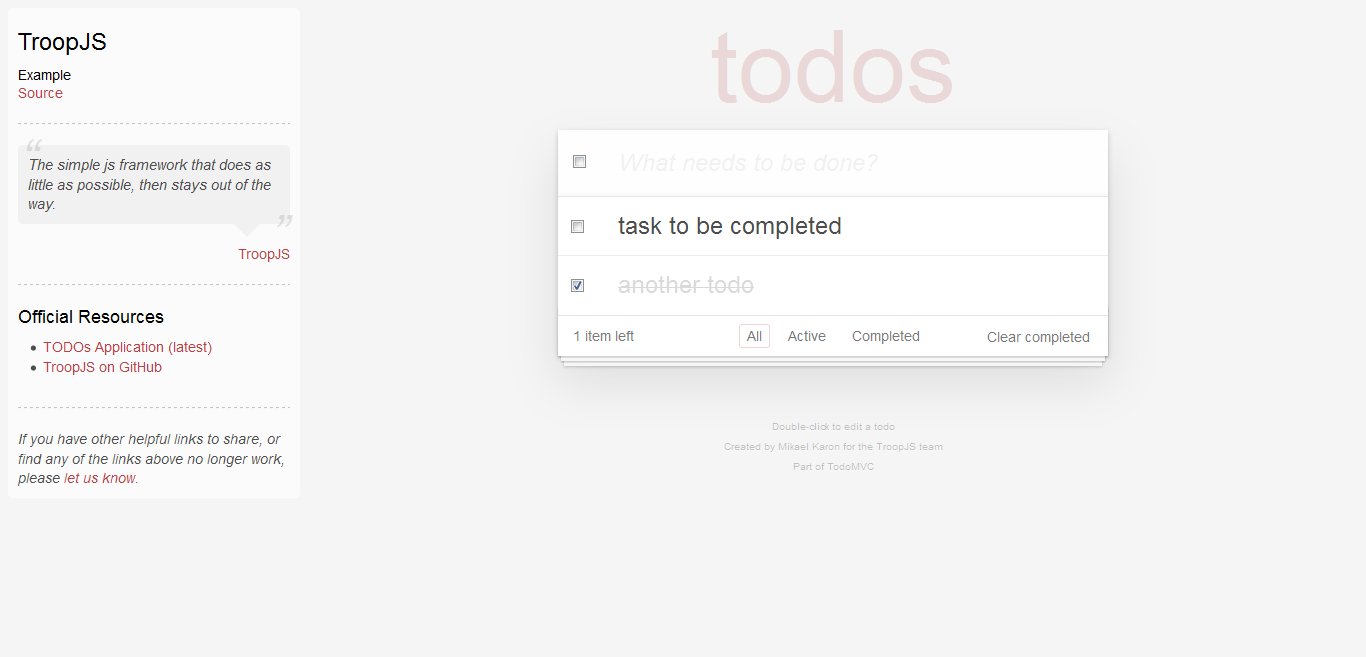 TroopJS
Example
Source
“
The simple js framework that does as
little as possible, then stays out of the
way.
”
TroopJS
Official Resources
TODOs Application (latest)
TroopJS on GitHub
If you have other helpful links to share, or
find any of the links above no longer work,
please let us know.
todos
What needs to be done?
task to be completed
another todo
1 item left All Active Completed Clear completed
Double-click to edit a todo
Created by Mikael Karon for the TroopJS team
Part of TodoMVC